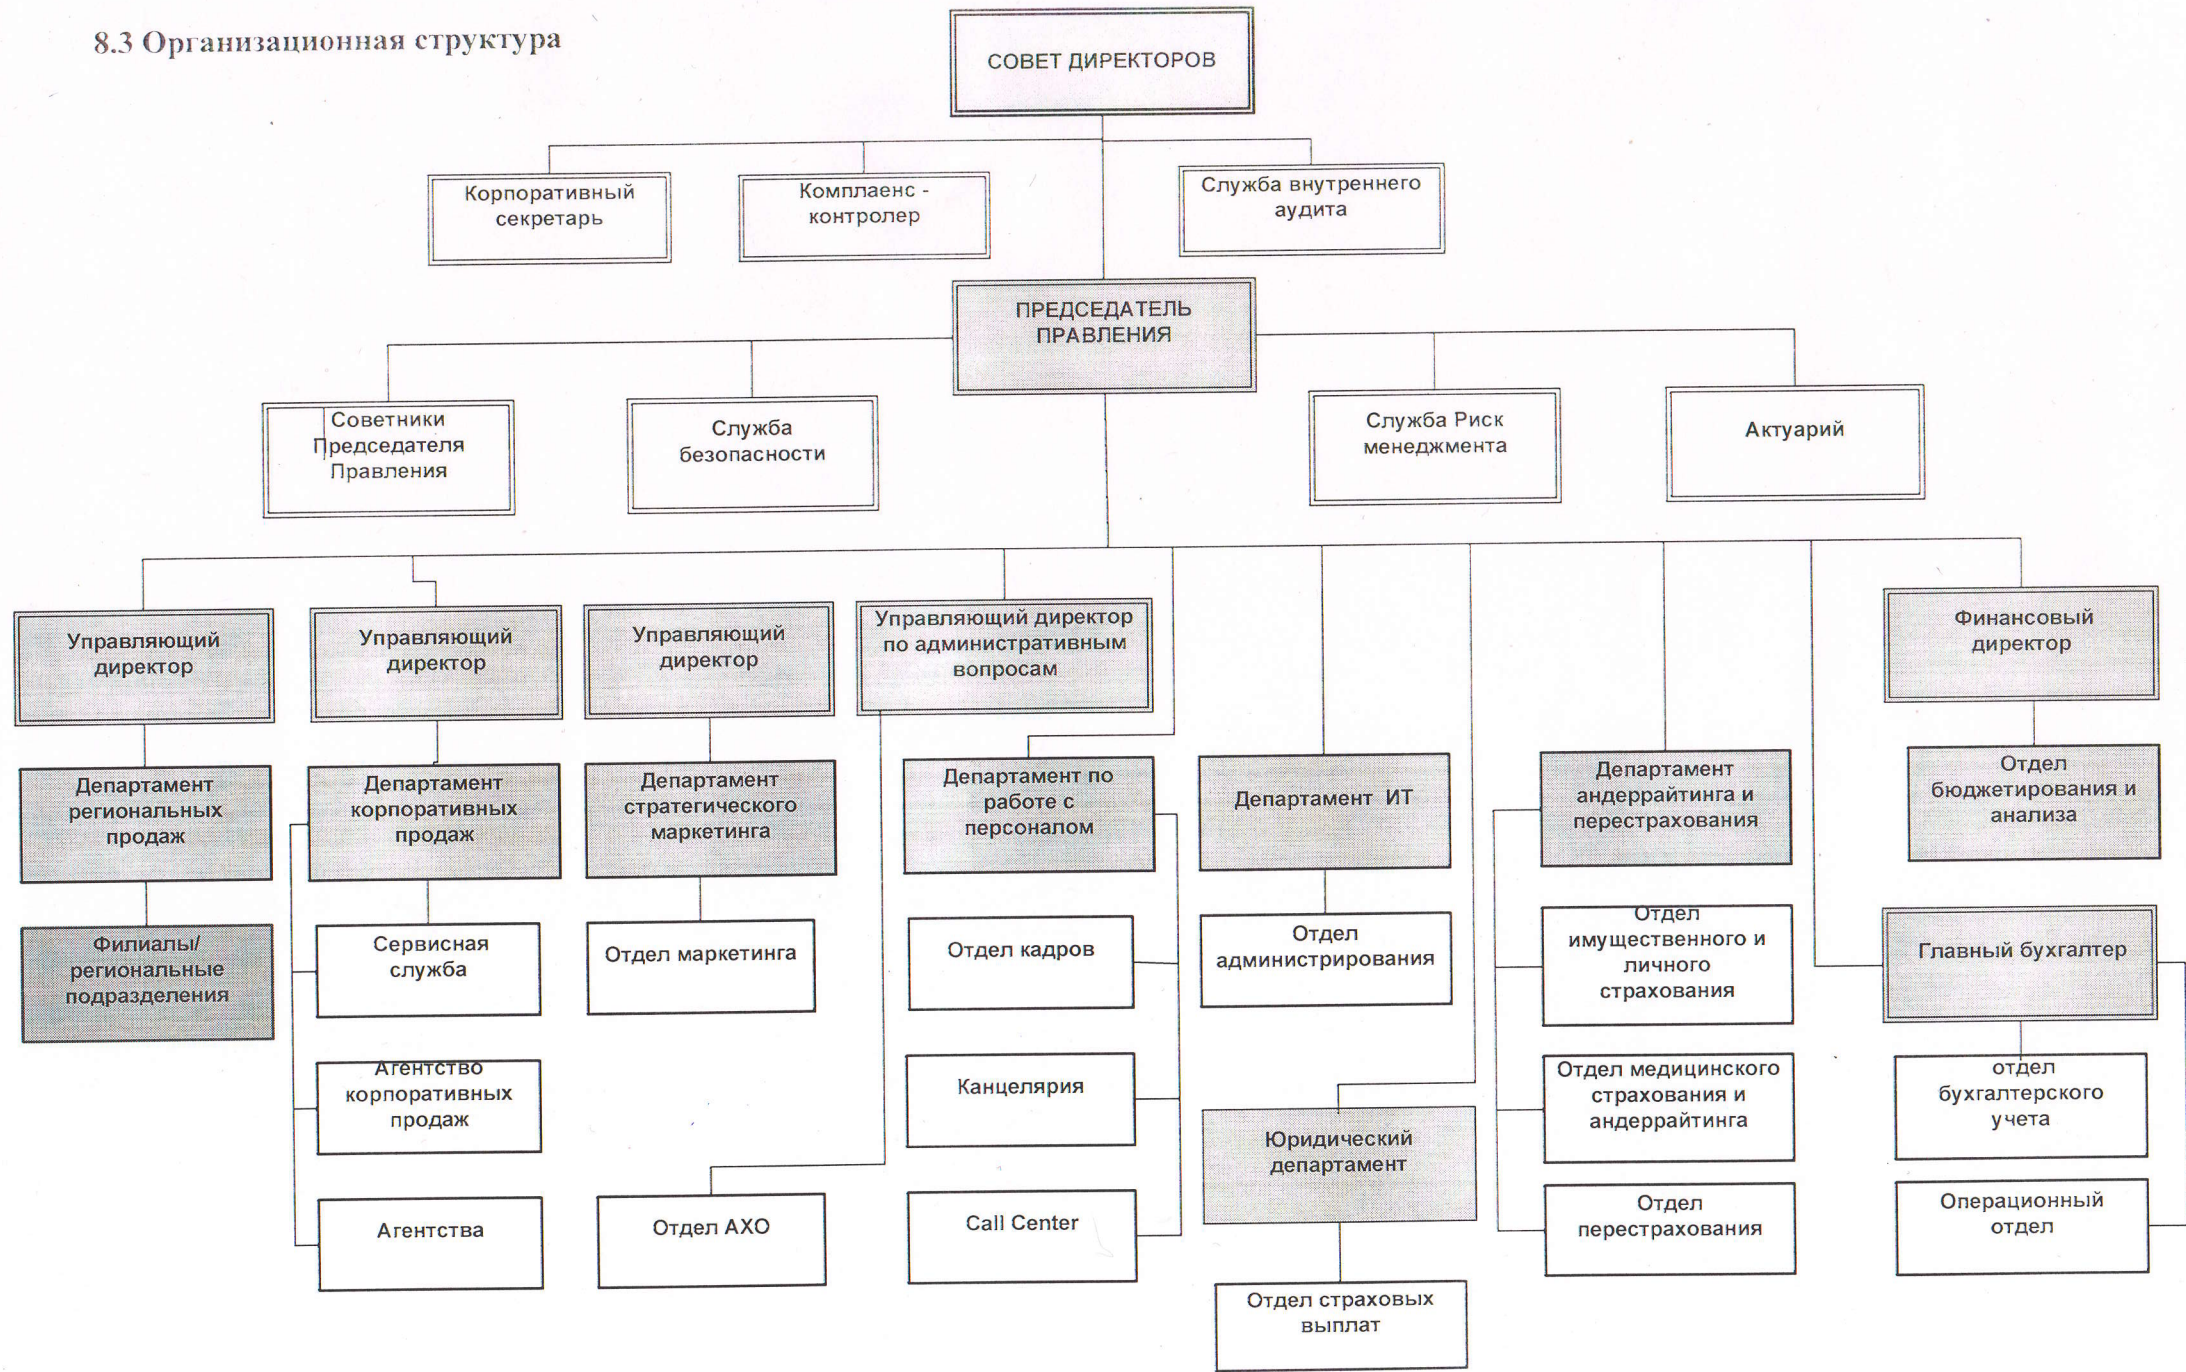 8.3 Организационная структура
СОВЕТ ДИРЕКТОРОВ
Корпоративный
секретарь
Комплаенс -
контролер
Служба внутреннего
аудита
ПРЕДСЕДАТЕЛЬ
ПРАВЛЕНИЯ
Советники
Председателя
Правления
Служба
безопасности
Служба Риск
менеджмента
Актуарий
Управляющий
директор
Управляющий
директор
Управляющий
директор
Управляющий директор
по административным
вопросам
Финансовый
директор
Департамент
региональных
продаж
Департамент
корпоративных
продаж
Департамент
стратегического
маркетинга
Департамент по
работе с
персоналом
Департамент ИТ
Департамент
андеррайтинга и
перестрахования
Отдел
бюджетирования и
анализа
Филиалы/
региональные
подразделения
Сервисная
служба
Отдел маркетинга
Отдел кадров
Отдел
администрирования
Отдел
имущественного и
личного
страхования
Главный бухгалтер
Агентство
корпоративных
продаж
Канцелярия
Юридический
департамент
Отдел медицинского
страхования и
андеррайтинга
отдел
бухгалтерского
учета
Агентства
Отдел АХО
Call Center
Отдел
перестрахования
Операционный
отдел
Отдел страховых
выплат